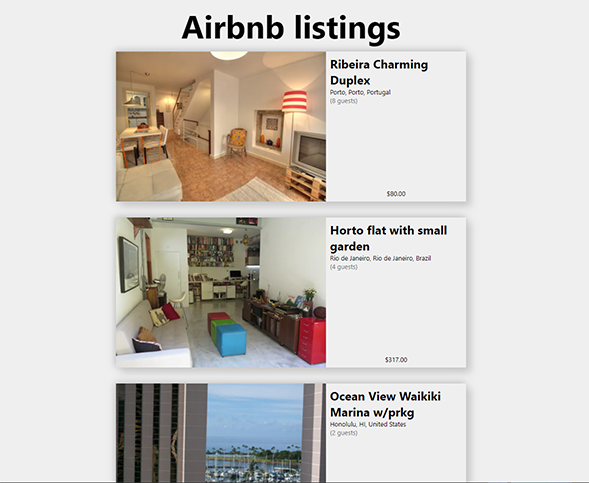 Airbnb listings
Ribeira Charming
Duplex
Porto, Porto, Portugal
(8 guests)
$80.00
Horto flat with small
garden
Rio de Janeiro, Rio de Janeiro, Brazil
(4 guests)
$317.00
Ocean View Waikiki
Marina w/prkg
Honolulu, HI, United States
(2 guests)